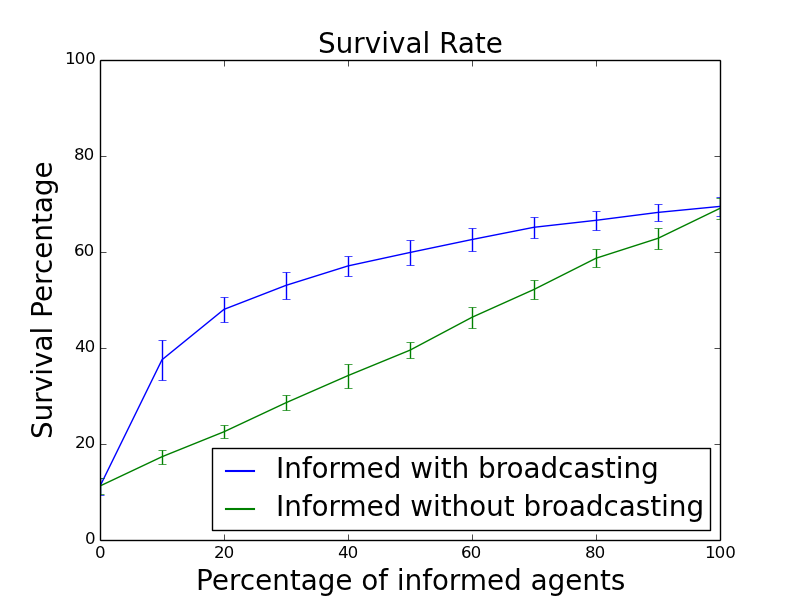 Survival Rate
100
80
60
40
20
0
Survival Percentage
Informed with broadcasting
Informed without broadcasting
0 20 40 60 80 100
Percentage of informed agents